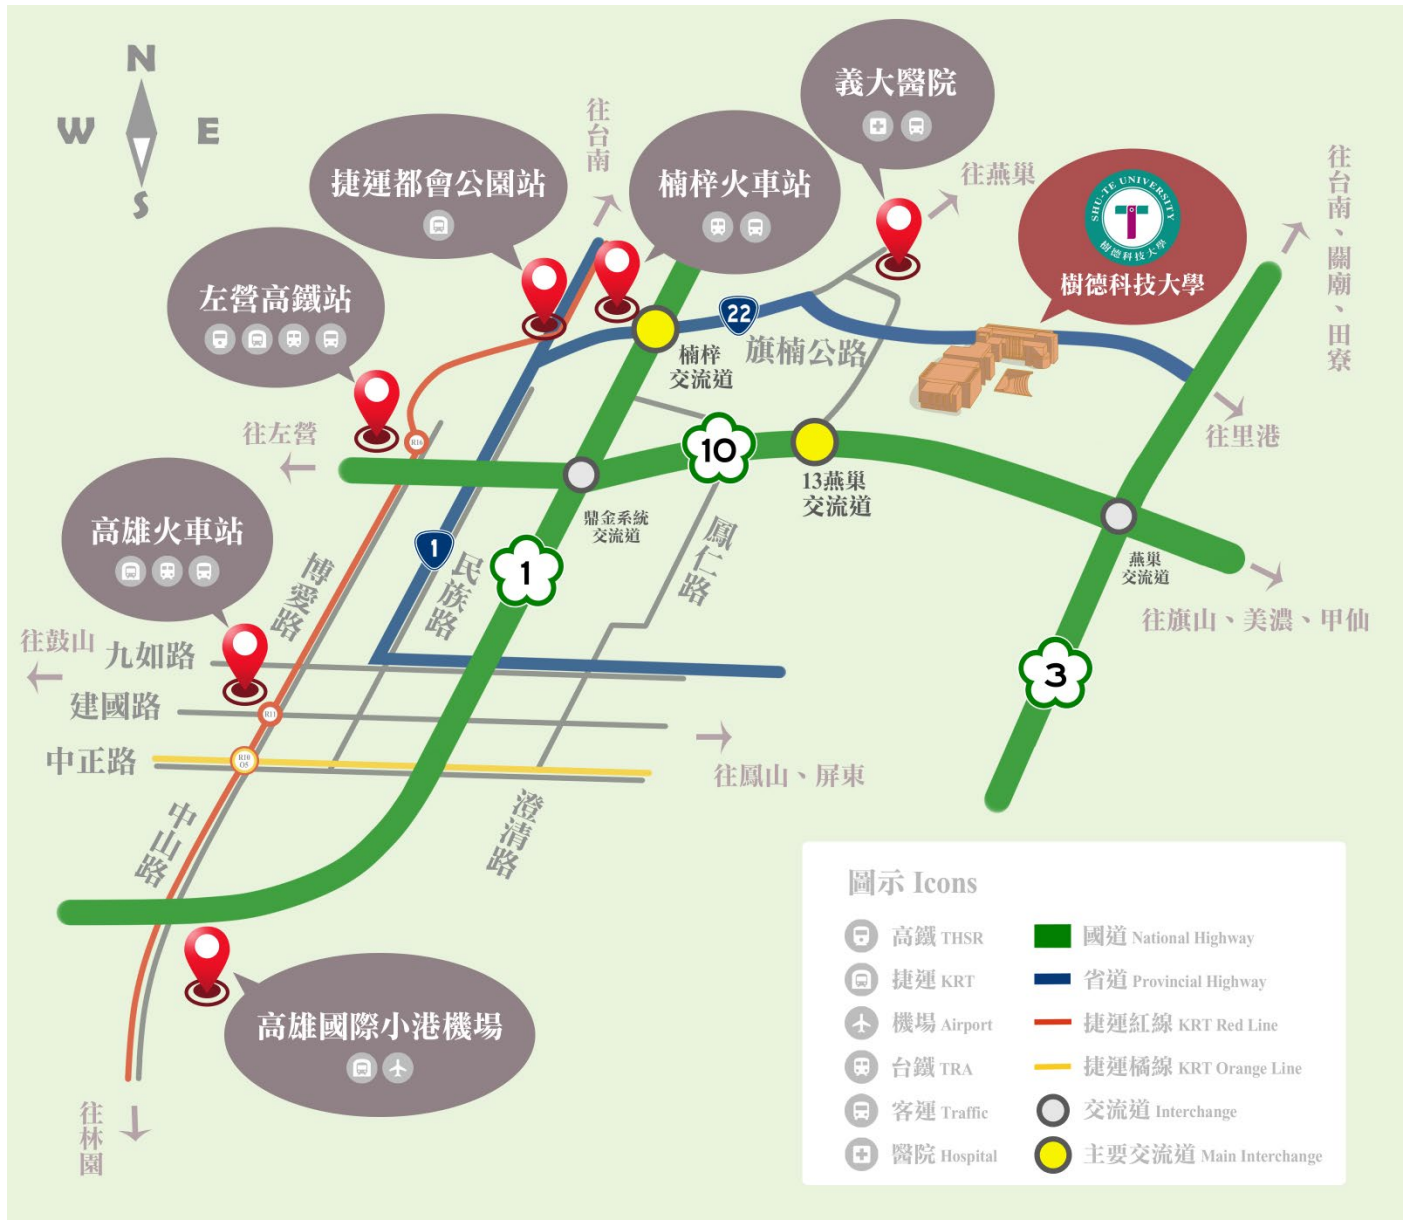 N
W E
S
義大醫院
往台南
捷運都會公園站
楠梓火車站
往燕巢
SHU-TE UNIVERSITY
樹德科技大學
樹德科技大學
往台南、關廟、田寮
左營高鐵站
22
旗楠公路
楠梓
交流道
往左營
R16
10
往里港
13燕巢
交流道
高雄火車站
鼎金系統
交流道
鳳仁路
1
1
民族路
博愛路
燕巢
交流道
往旗山、美濃、甲仙
往鼓山
九如路
3
建國路
R11
中正路
R10
O5
往鳳山、屏東
中山路
澄清路
高雄國際小港機場
往林園
圖示 Icons
高鐵 THSR
國道 National Highway
捷運 KRT
省道 Provincial Highway
機場 Airport
捷運紅線 KRT Red Line
台鐵 TRA
捷運橘線 KRT Orange Line
客運 Traffic
交流道 Interchange
醫院 Hospital
主要交流道 Main Interchange